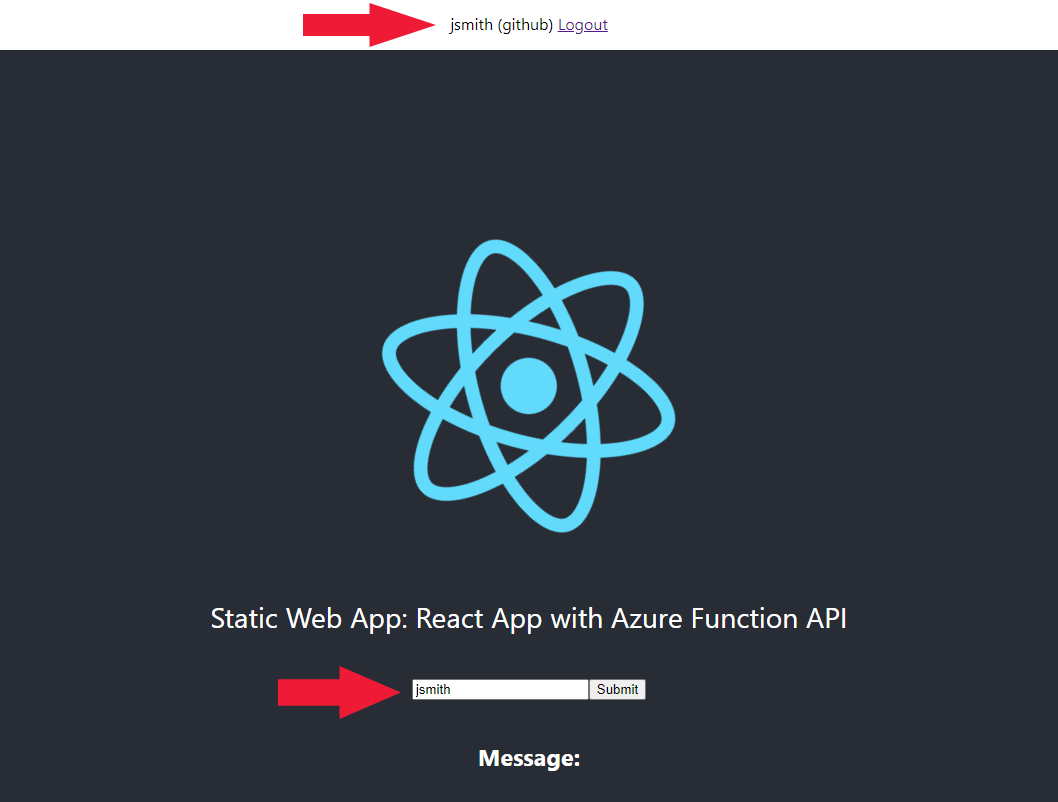 jsmith (github) Logout
Static Web App: React App with Azure Function API
jsmith Submit
Message: